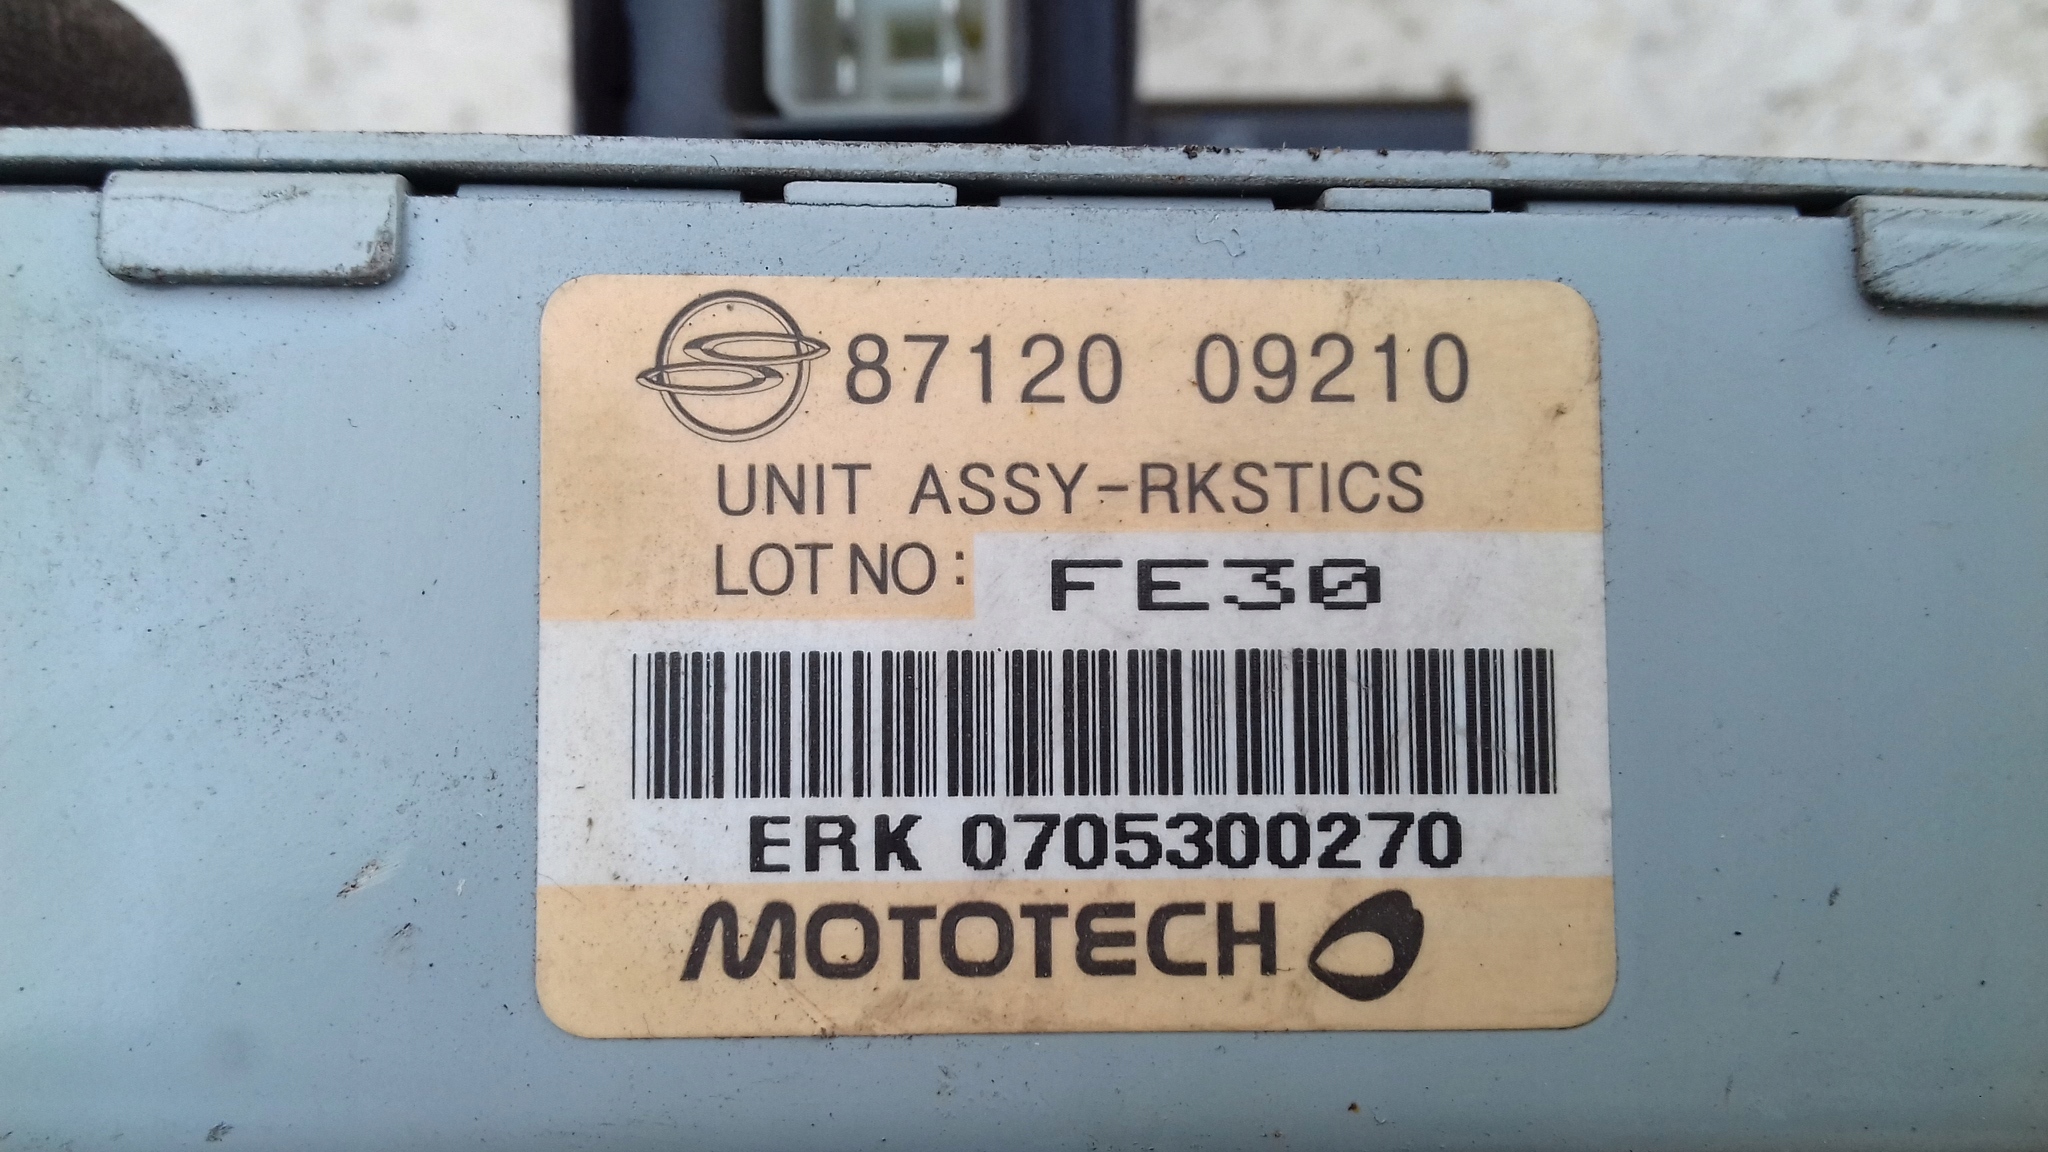 87120 09210
UNIT ASSY-RKSTICS
LOT NO: FE30
ERK 0705300270
MOTOTECH